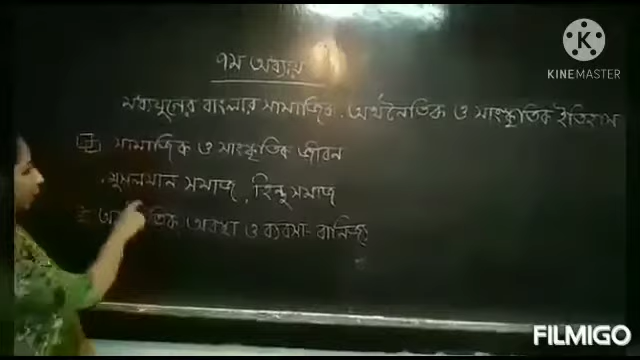 ৭ম অধ্যায়
মধ্যযুগের বাংলার সামাজিক, অর্থনৈতিক ও সাংস্কৃতিক ইতিহাস
সামাজিক ও সাংস্কৃতিক জীবন
মুসলমান সমাজ, হিন্দু সমাজ
অবস্থা ও ব্যবসা-বানিজ্য
K
KINEMASTER
FILMIGO